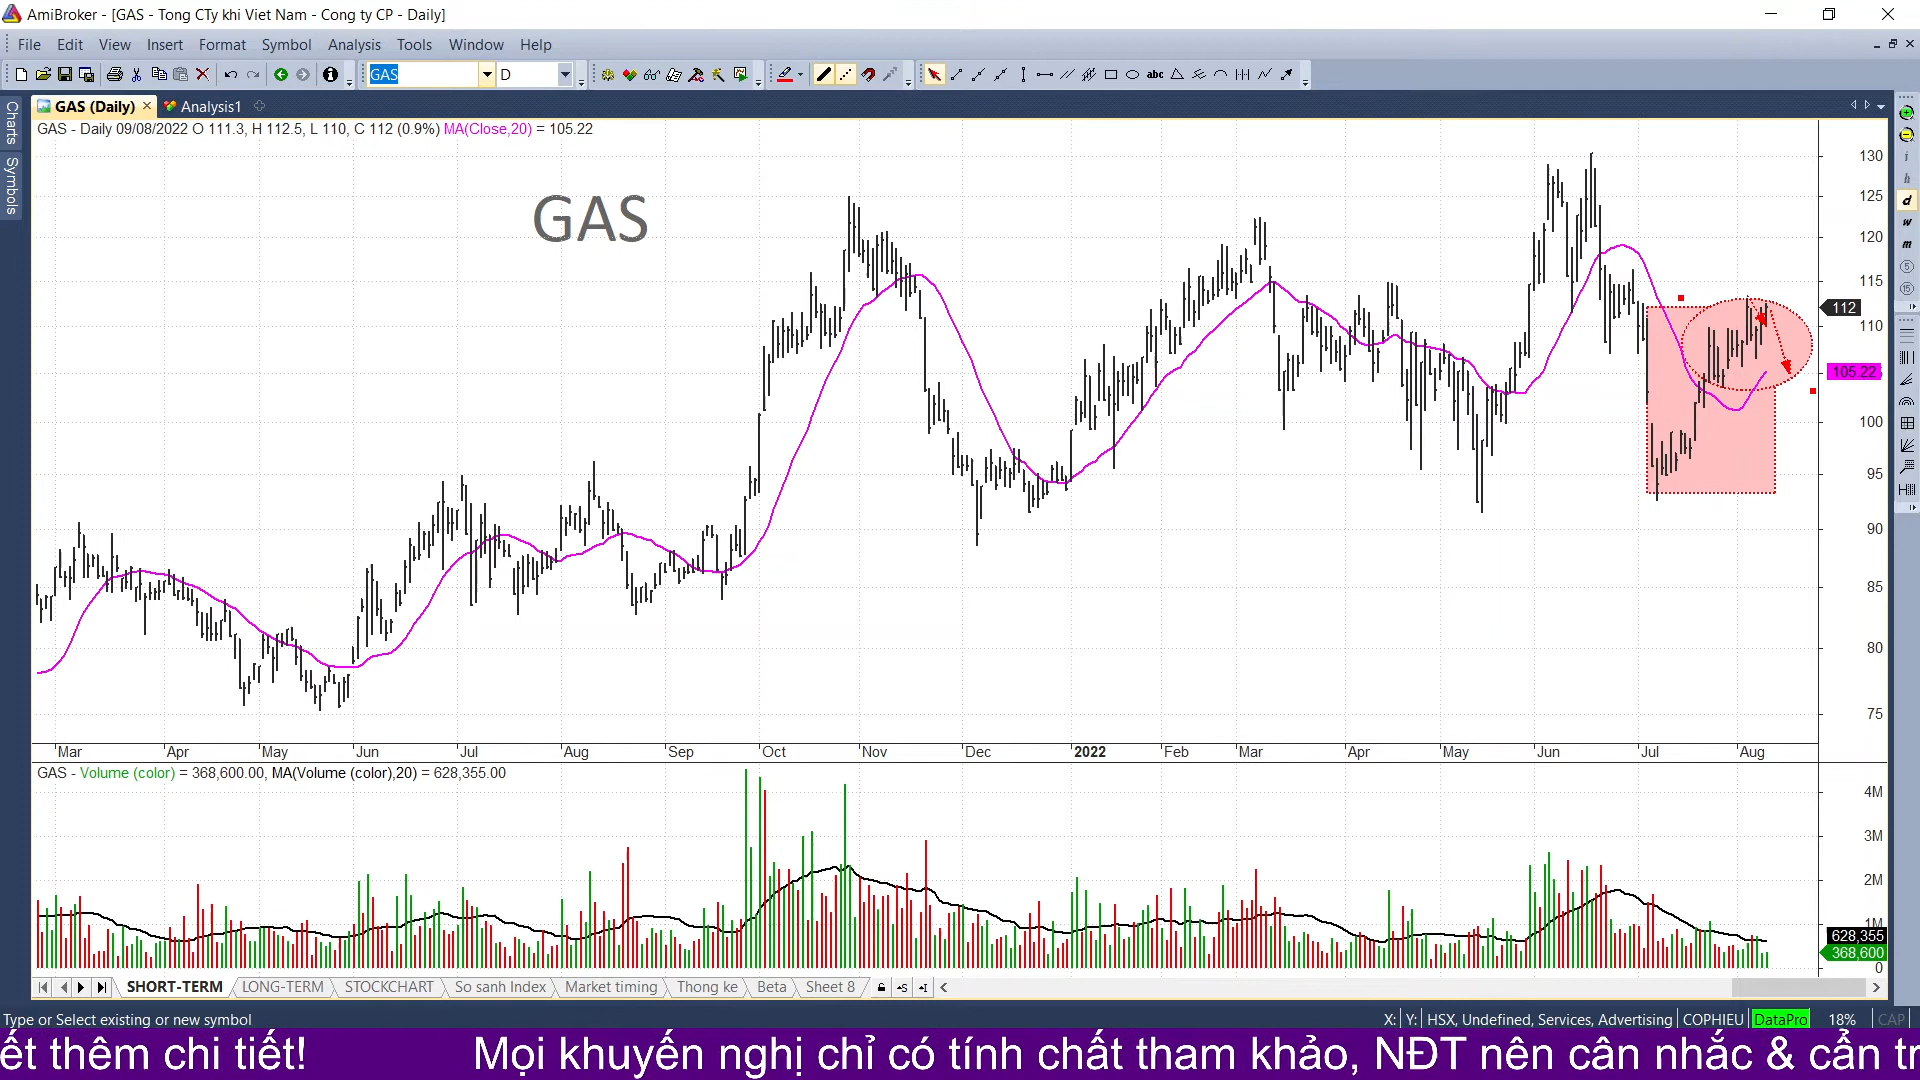 AmiBroker - [GAS - Tong CTy khi Viet Nam - Cong ty CP - Daily]
File Edit View Insert Format Symbol Analysis Tools Window Help
GAS D abc
GAS (Daily) Analysis1
Charts
Symbols
GAS - Daily 09/08/2022 O 111.3, H 112.5, L 110, C 112 (0.9%) MA(Close,20) = 105.22
GAS
130
125
120
115
112
110
105.22
100
95
90
85
80
75
Mar Apr May Jun Jul Aug Sep Oct Nov Dec 2022 Feb Mar Apr May Jun Jul Aug
GAS - Volume (color) = 368,600.00, MA(Volume (color),20) = 628,355.00
4M
3M
2M
1M
628,355
368,600
0
i
h
d
w
m
5
15
SHORT-TERM LONG-TERM STOCKCHART So sanh Index Market timing Thong ke Beta Sheet 8
Type or Select existing or new symbol X: Y: HSX, Undefined, Services, Advertising COPHIEU DataPro 18% CAP
ết thêm chi tiết! Mọi khuyến nghị chỉ có tính chất tham khảo, NĐT nên cân nhắc & cẩn tr